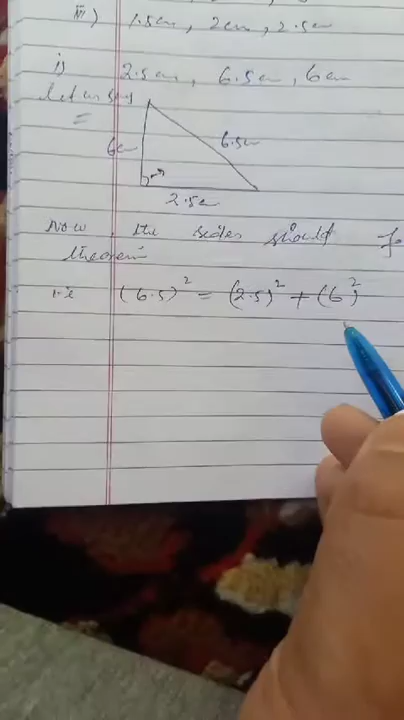 iii) 1.5cm, 2cm, 2.5cm
i) 2.5cm, 6.5cm, 6cm
let us say
=
6cm
6.5cm
2.5cm
Now the sides should
theorem
i.e (6.5)² = (2.5)² + (6)²